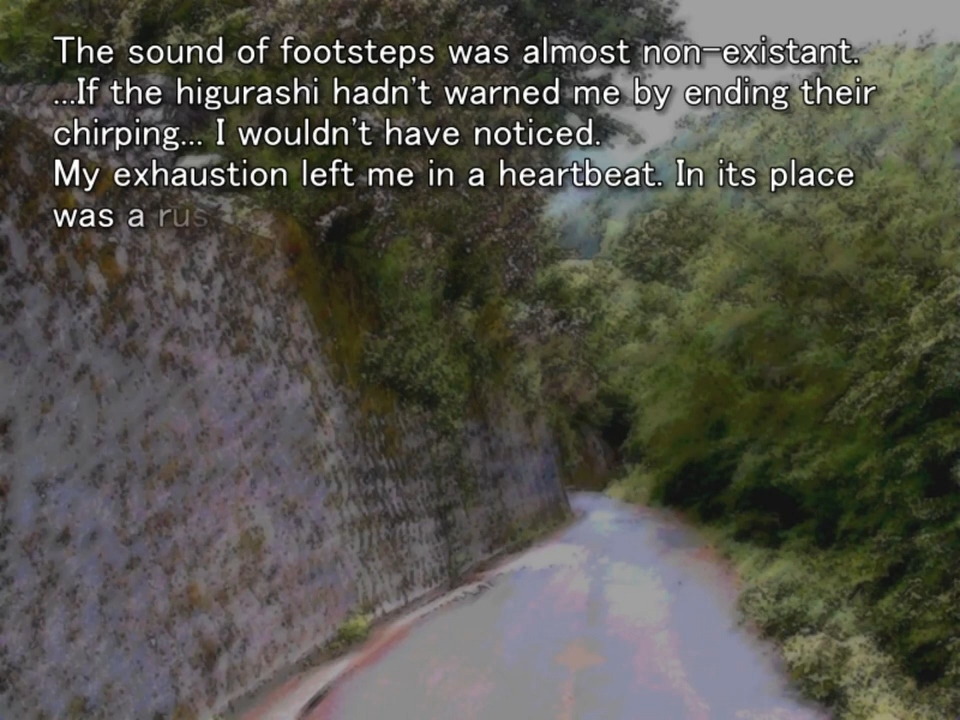 The sound of footsteps was almost non-existant.
...If the higurashi hadn't warned me by ending their
chirping... I wouldn't have noticed.
My exhaustion left me in a heartbeat. In its place
was a rus